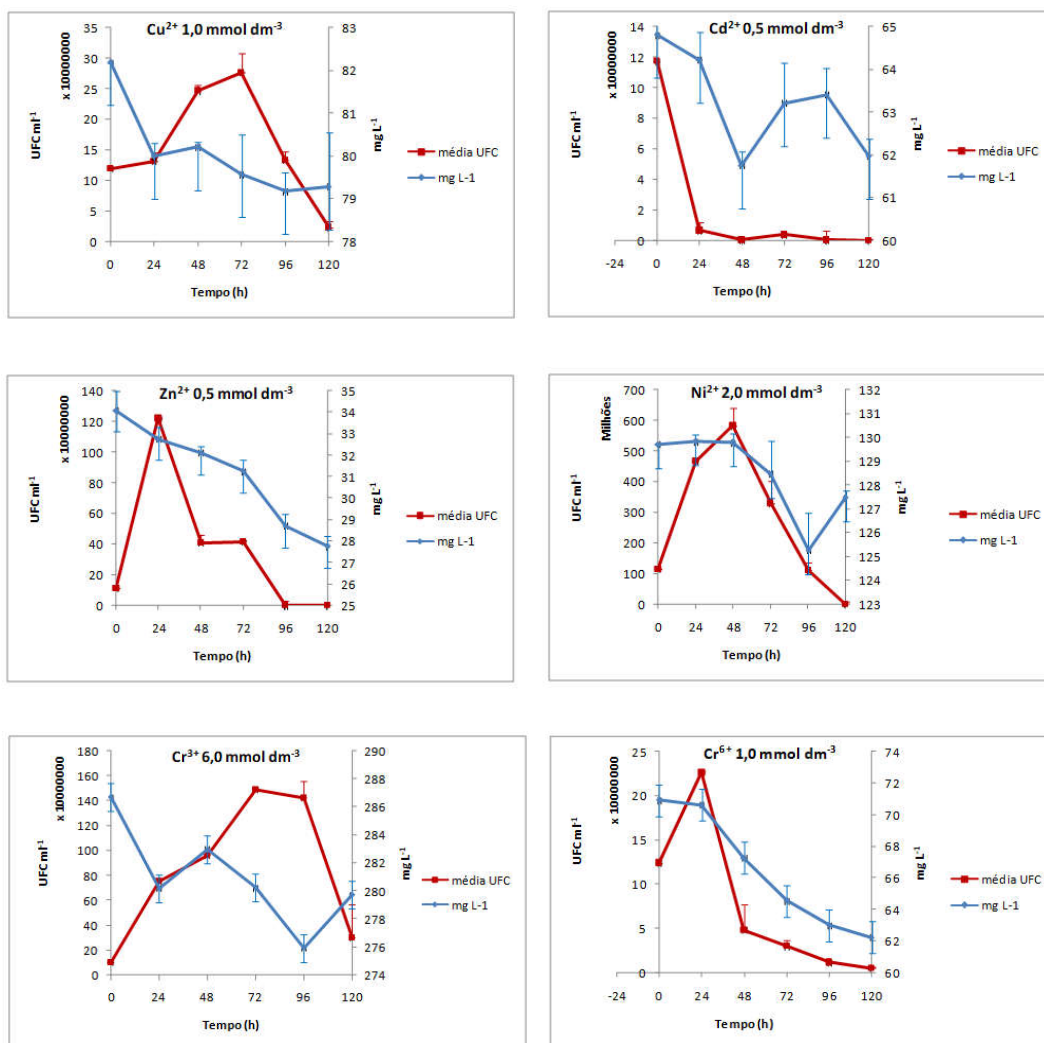 Cu²⁺ 1,0 mmol dm⁻³
x 10000000
UFC ml⁻¹
35
30
25
20
15
10
5
0
83
82
81
80
79
78
mg L⁻¹
0 24 48 72 96 120
Tempo (h)
média UFC
mg L-1
Cd²⁺ 0,5 mmol dm⁻³
x 10000000
UFC ml⁻¹
14
12
10
8
6
4
2
0
65
64
63
62
61
60
mg L⁻¹
-24 0 24 48 72 96 120
Tempo (h)
média UFC
mg L-1
Zn²⁺ 0,5 mmol dm⁻³
x 10000000
UFC ml⁻¹
140
120
100
80
60
40
20
0
35
34
33
32
31
30
29
28
27
26
25
mg L⁻¹
0 24 48 72 96 120
Tempo (h)
média UFC
mg L-1
Ni²⁺ 2,0 mmol dm⁻³
Milhões
UFC ml⁻¹
700
600
500
400
300
200
100
0
132
131
130
129
128
126
125
124
123
mg L⁻¹
0 24 48 72 96 120
Tempo (h)
média UFC
mg L-1
Cr³⁺ 6,0 mmol dm⁻³
x 10000000
UFC ml⁻¹
180
160
140
120
100
80
60
40
20
0
290
288
286
284
282
280
278
276
274
mg L⁻¹
0 24 48 72 96 120
Tempo (h)
média UFC
mg L-1
Cr⁶⁺ 1,0 mmol dm⁻³
x 10000000
UFC ml⁻¹
25
20
15
10
5
0
74
72
70
68
66
64
62
60
mg L⁻¹
-24 0 24 48 72 96 120
Tempo (h)
média UFC
mg L-1